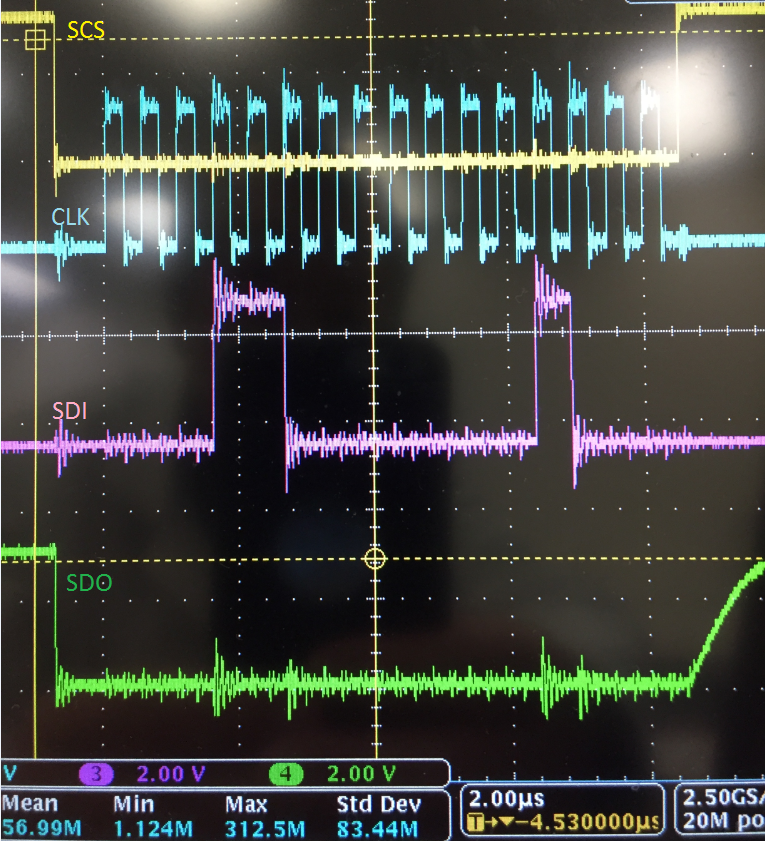 SCS
CLK
SDI
SDO
V 3 2.00 V 4 2.00 V
Mean Min Max Std Dev
56.99M 1.124M 312.5M 83.44M
2.00µs
T→▼−4.530000µs
2.50GS/
20M po